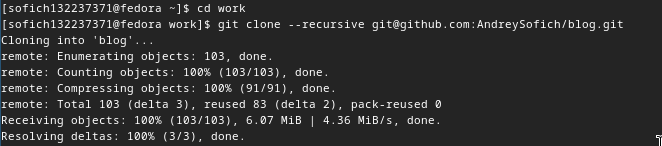 [sofich132237371@fedora ~]$ cd work
[sofich132237371@fedora work]$ git clone --recursive git@github.com:AndreySofich/blog.git
Cloning into 'blog'...
remote: Enumerating objects: 103, done.
remote: Counting objects: 100% (103/103), done.
remote: Compressing objects: 100% (91/91), done.
remote: Total 103 (delta 3), reused 83 (delta 2), pack-reused 0
Receiving objects: 100% (103/103), 6.07 MiB | 4.36 MiB/s, done.
Resolving deltas: 100% (3/3), done.